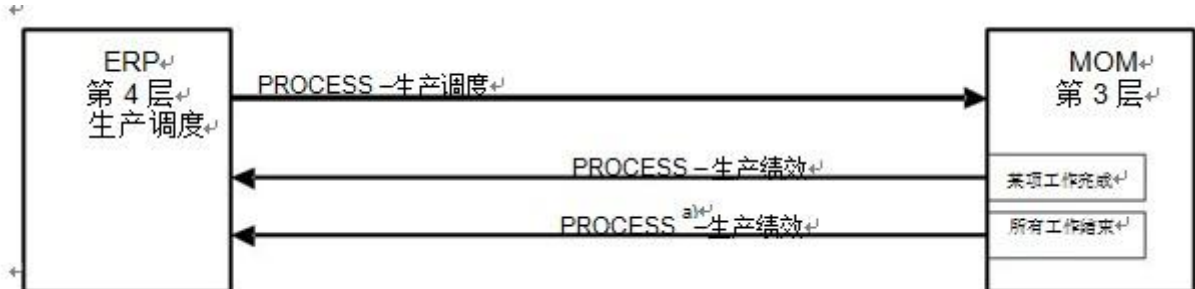 ERP
第 4 层
生产调度
PROCESS –生产调度
MOM
第 3 层
PROCESS – 生产绩效
某项工作完成
PROCESS a) –生产绩效
所有工作结束